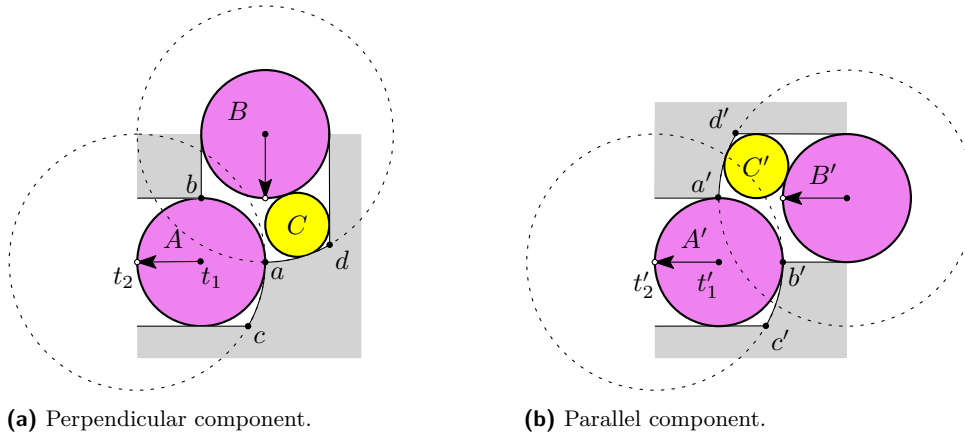 B
d′
b
C′
a′
B′
A
C
A′
d
t₂
t₁
a
t′₂
t′₁
b′
c
c′
(a) Perpendicular component.
(b) Parallel component.